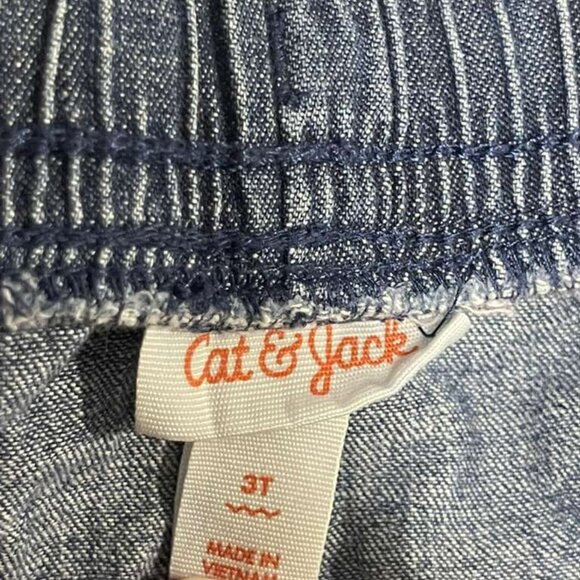 Cat & Jack
3T
MADE IN
VIETNAM